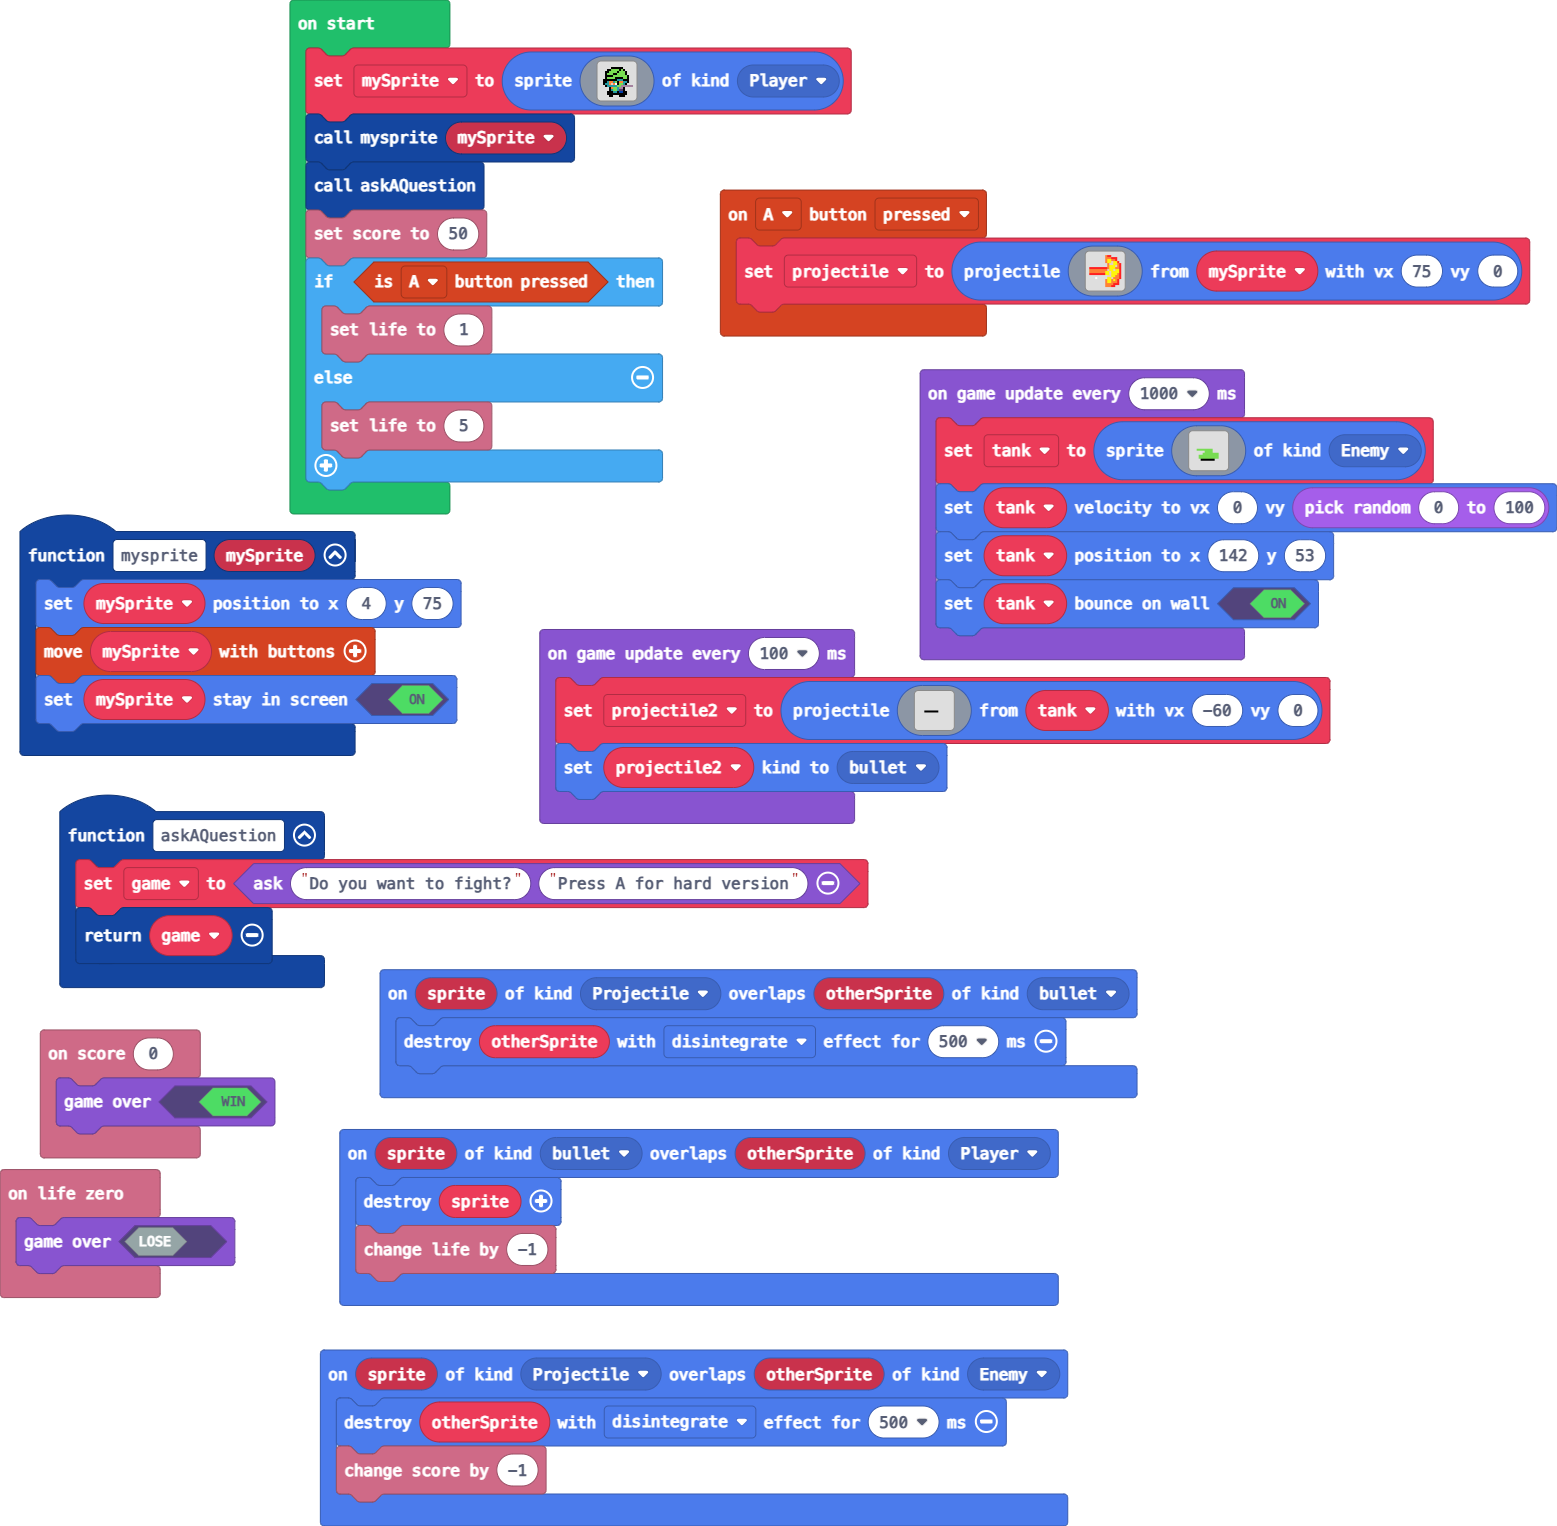 on start
set mySprite to sprite of kind Player
call mysprite mySprite
call askAQuestion
set score to 50
if is A button pressed then
set life to 1
else
set life to 5
on A button pressed
set projectile to projectile from mySprite with vx 75 vy 0
on game update every 1000 ms
set tank to sprite of kind Enemy
set tank velocity to vx 0 vy pick random 0 to 100
set tank position to x 142 y 53
set tank bounce on wall ON
function mysprite mySprite
set mySprite position to x 4 y 75
move mySprite with buttons
set mySprite stay in screen ON
on game update every 100 ms
set projectile2 to projectile from tank with vx -60 vy 0
set projectile2 kind to bullet
function askAQuestion
set game to ask "Do you want to fight?" "Press A for hard version"
return game
on sprite of kind Projectile overlaps otherSprite of kind bullet
destroy otherSprite with disintegrate effect for 500 ms
on score 0
game over WIN
on sprite of kind bullet overlaps otherSprite of kind Player
destroy sprite
change life by -1
on life zero
game over LOSE
on sprite of kind Projectile overlaps otherSprite of kind Enemy
destroy otherSprite with disintegrate effect for 500 ms
change score by -1